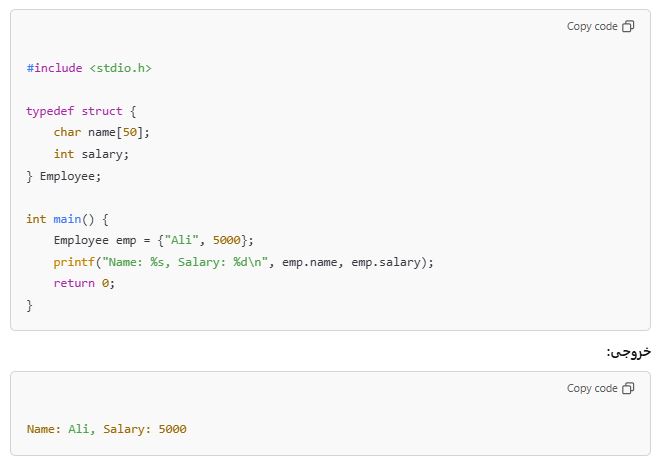 Copy code
#include <stdio.h>
typedef struct {
    char name[50];
    int salary;
} Employee;
int main() {
    Employee emp = {"Ali", 5000};
    printf("Name: %s, Salary: %d\n", emp.name, emp.salary);
    return 0;
}
خروجی:
Copy code
Name: Ali, Salary: 5000